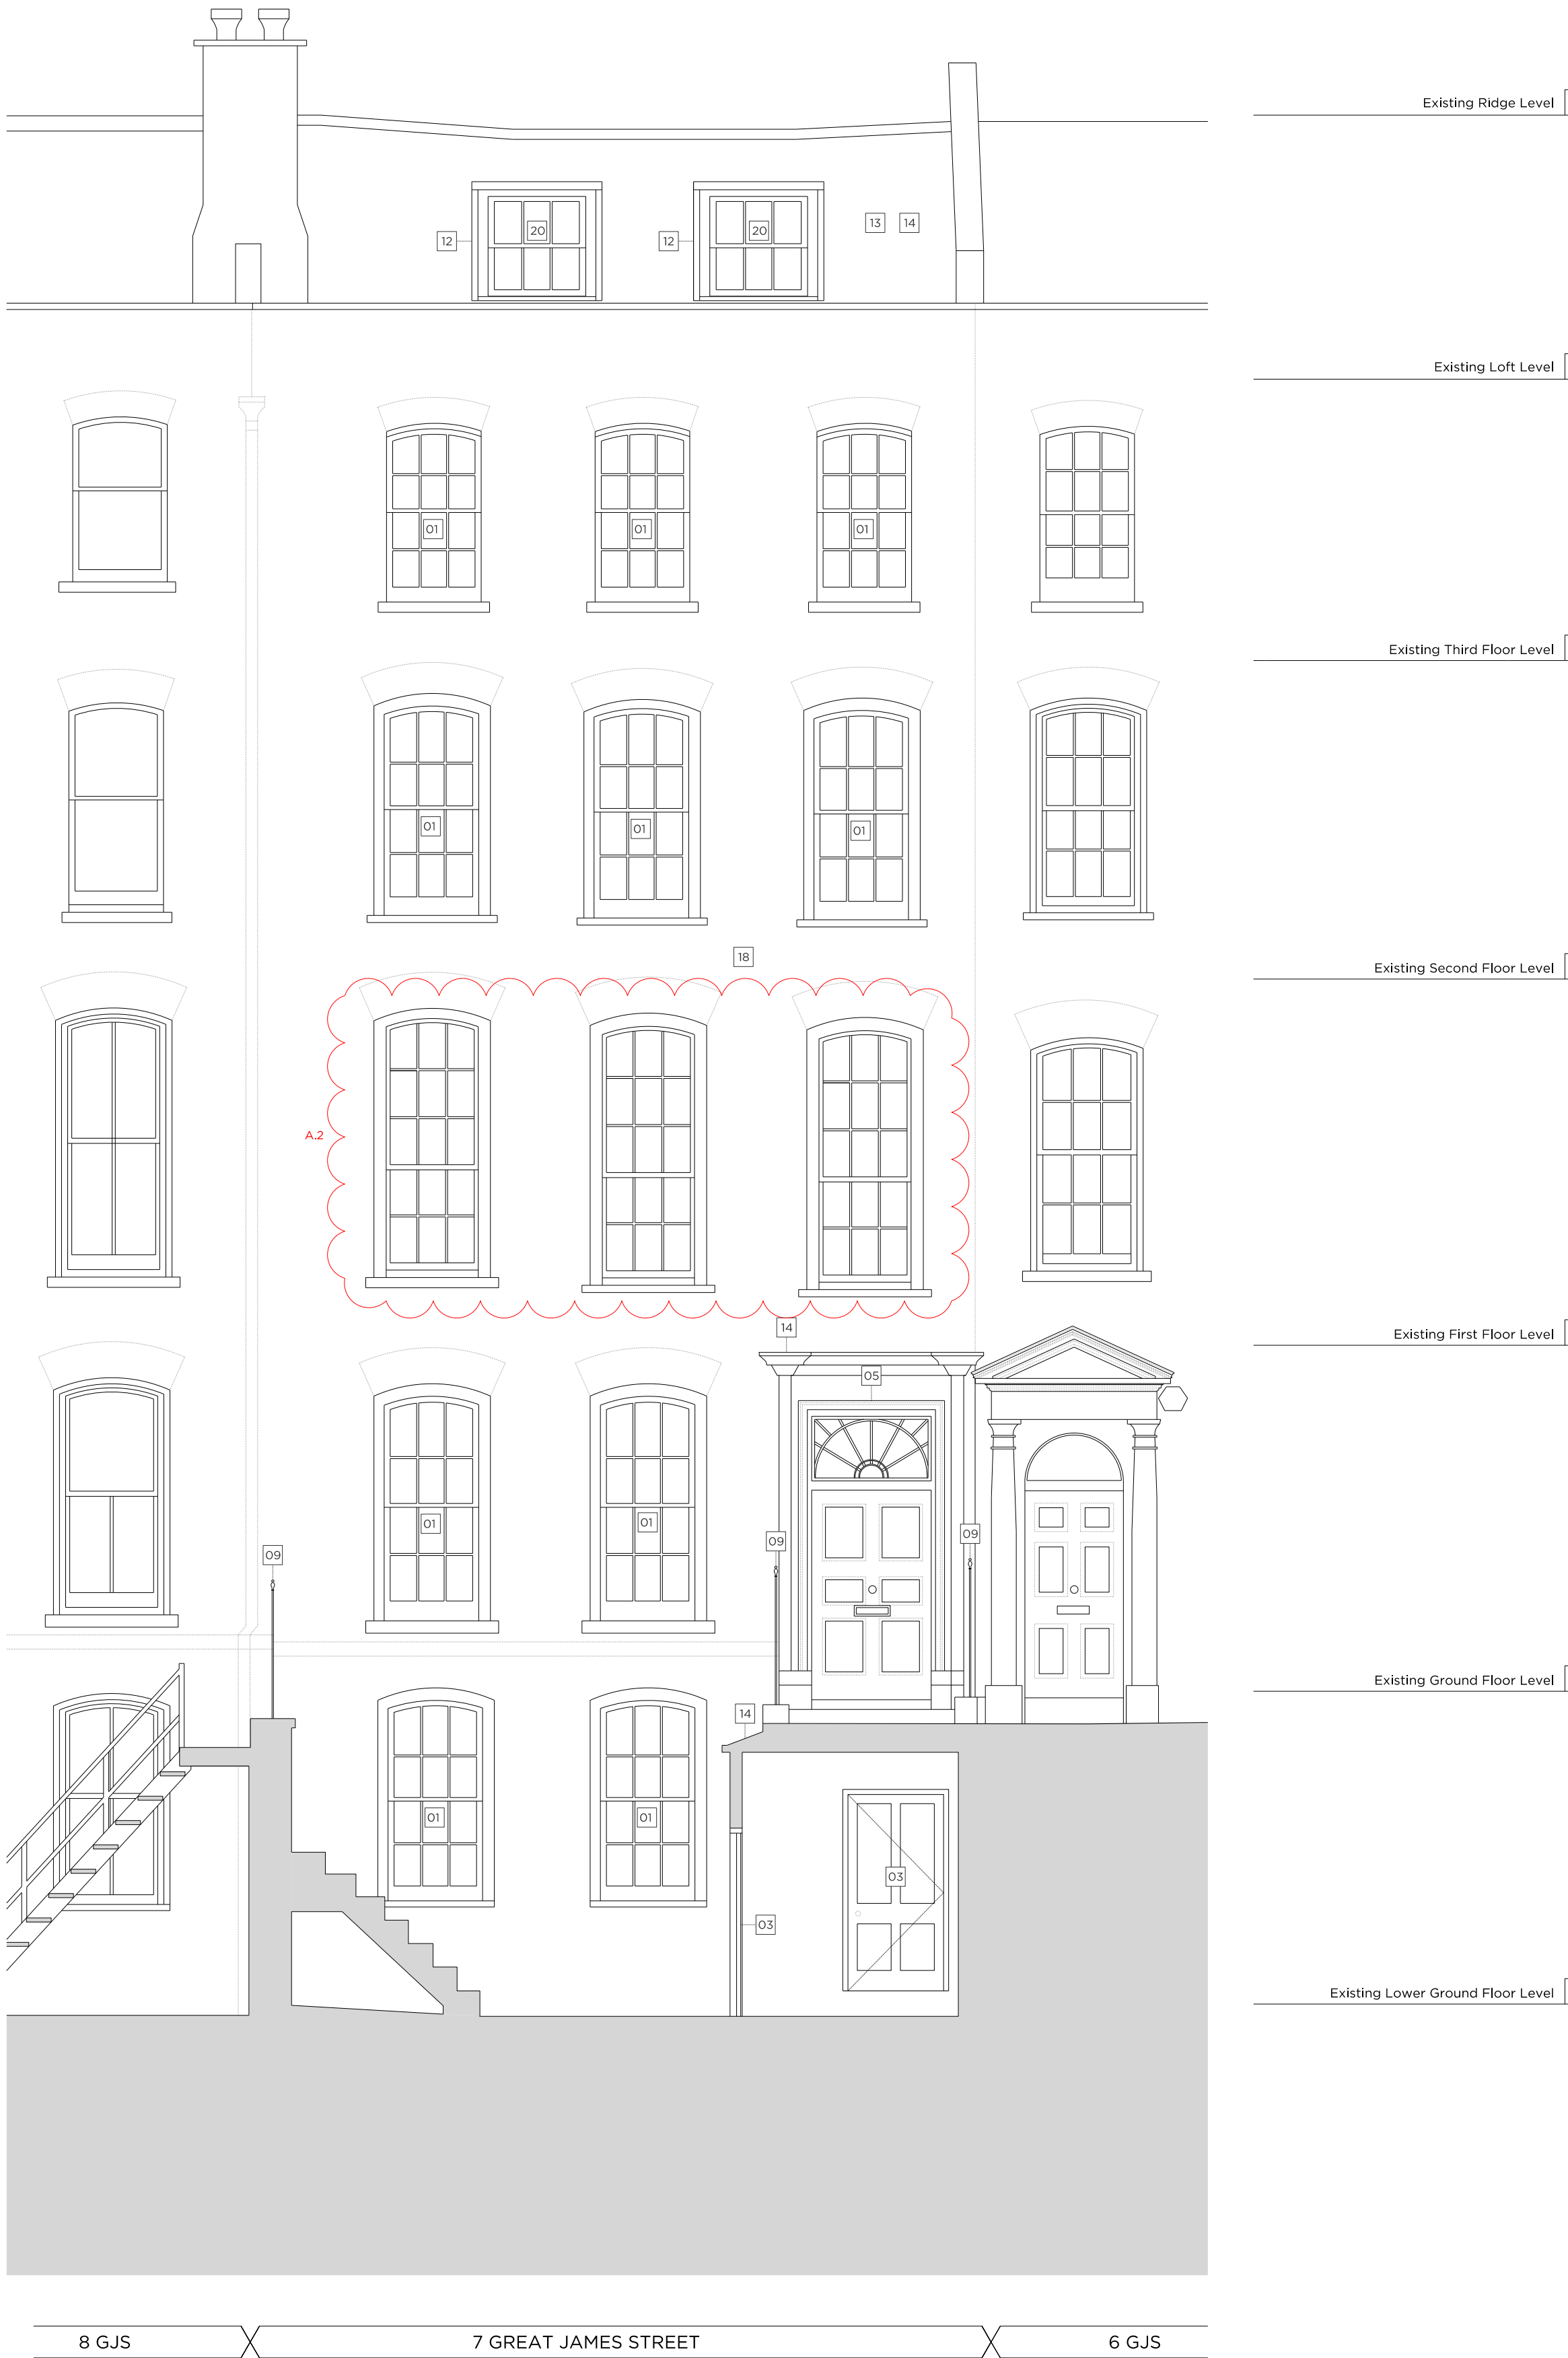 Existing Ridge Level
13 14
20 20
12 12
Existing Loft Level
01 01 01
Existing Third Floor Level
01 01 01
18
Existing Second Floor Level
A.2
14
Existing First Floor Level
05
01 01
09 09
09
Existing Ground Floor Level
14
01 01
03
03
Existing Lower Ground Floor Level
8 GJS 7 GREAT JAMES STREET 6 GJS